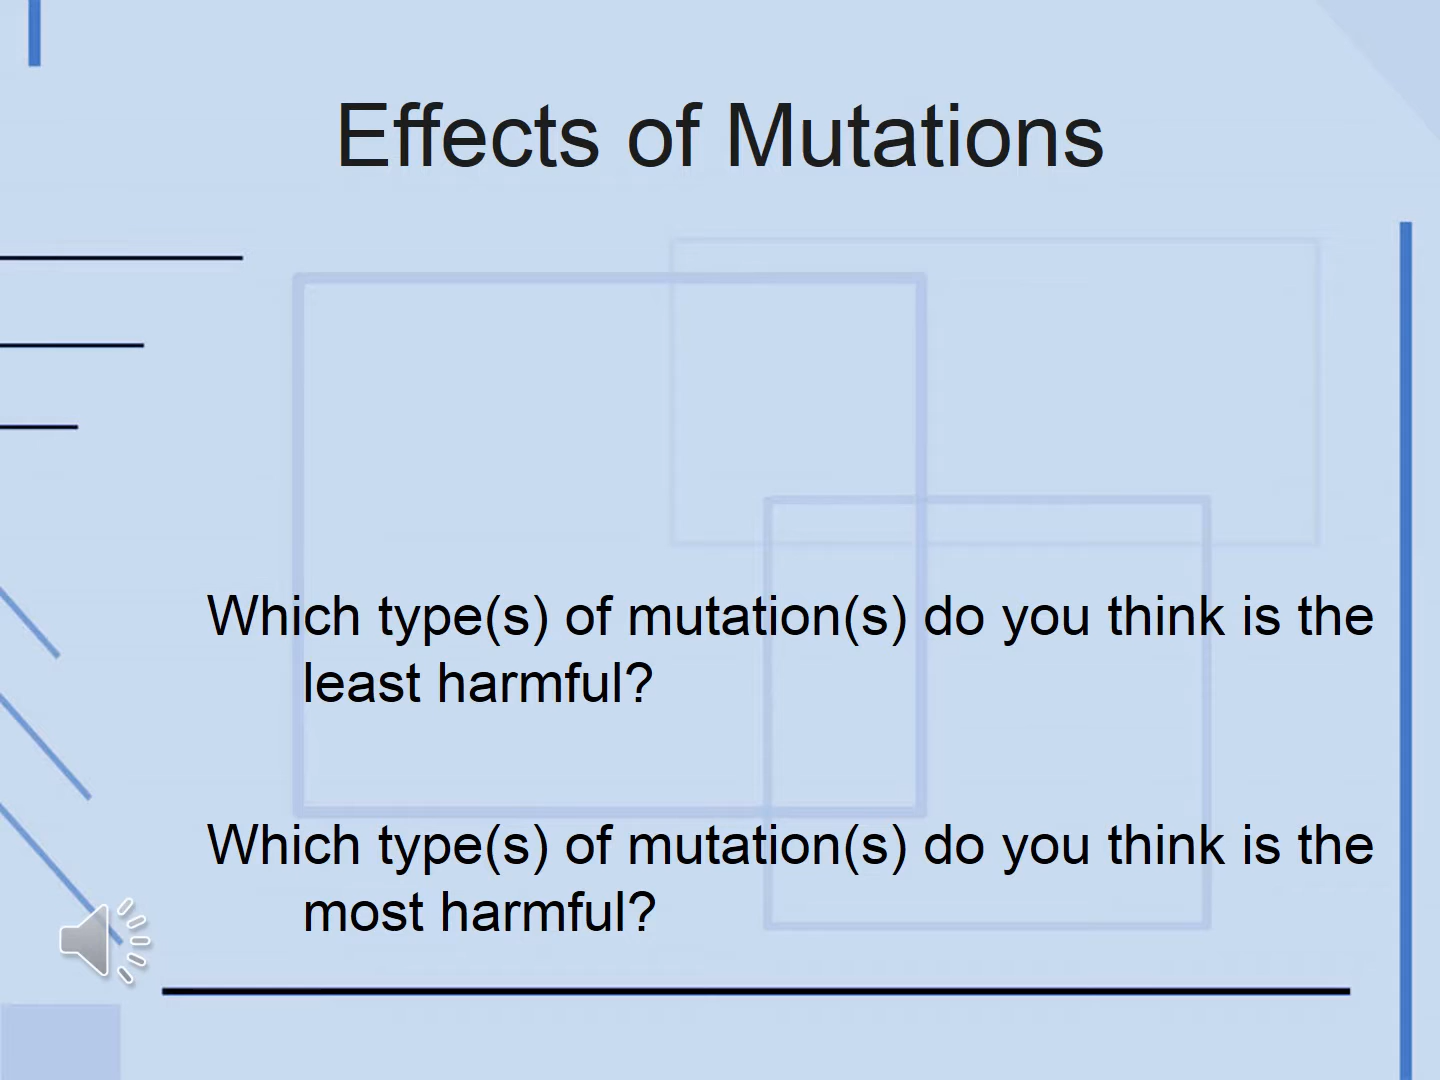 Effects of Mutations
Which type(s) of mutation(s) do you think is the
least harmful?
Which type(s) of mutation(s) do you think is the
most harmful?